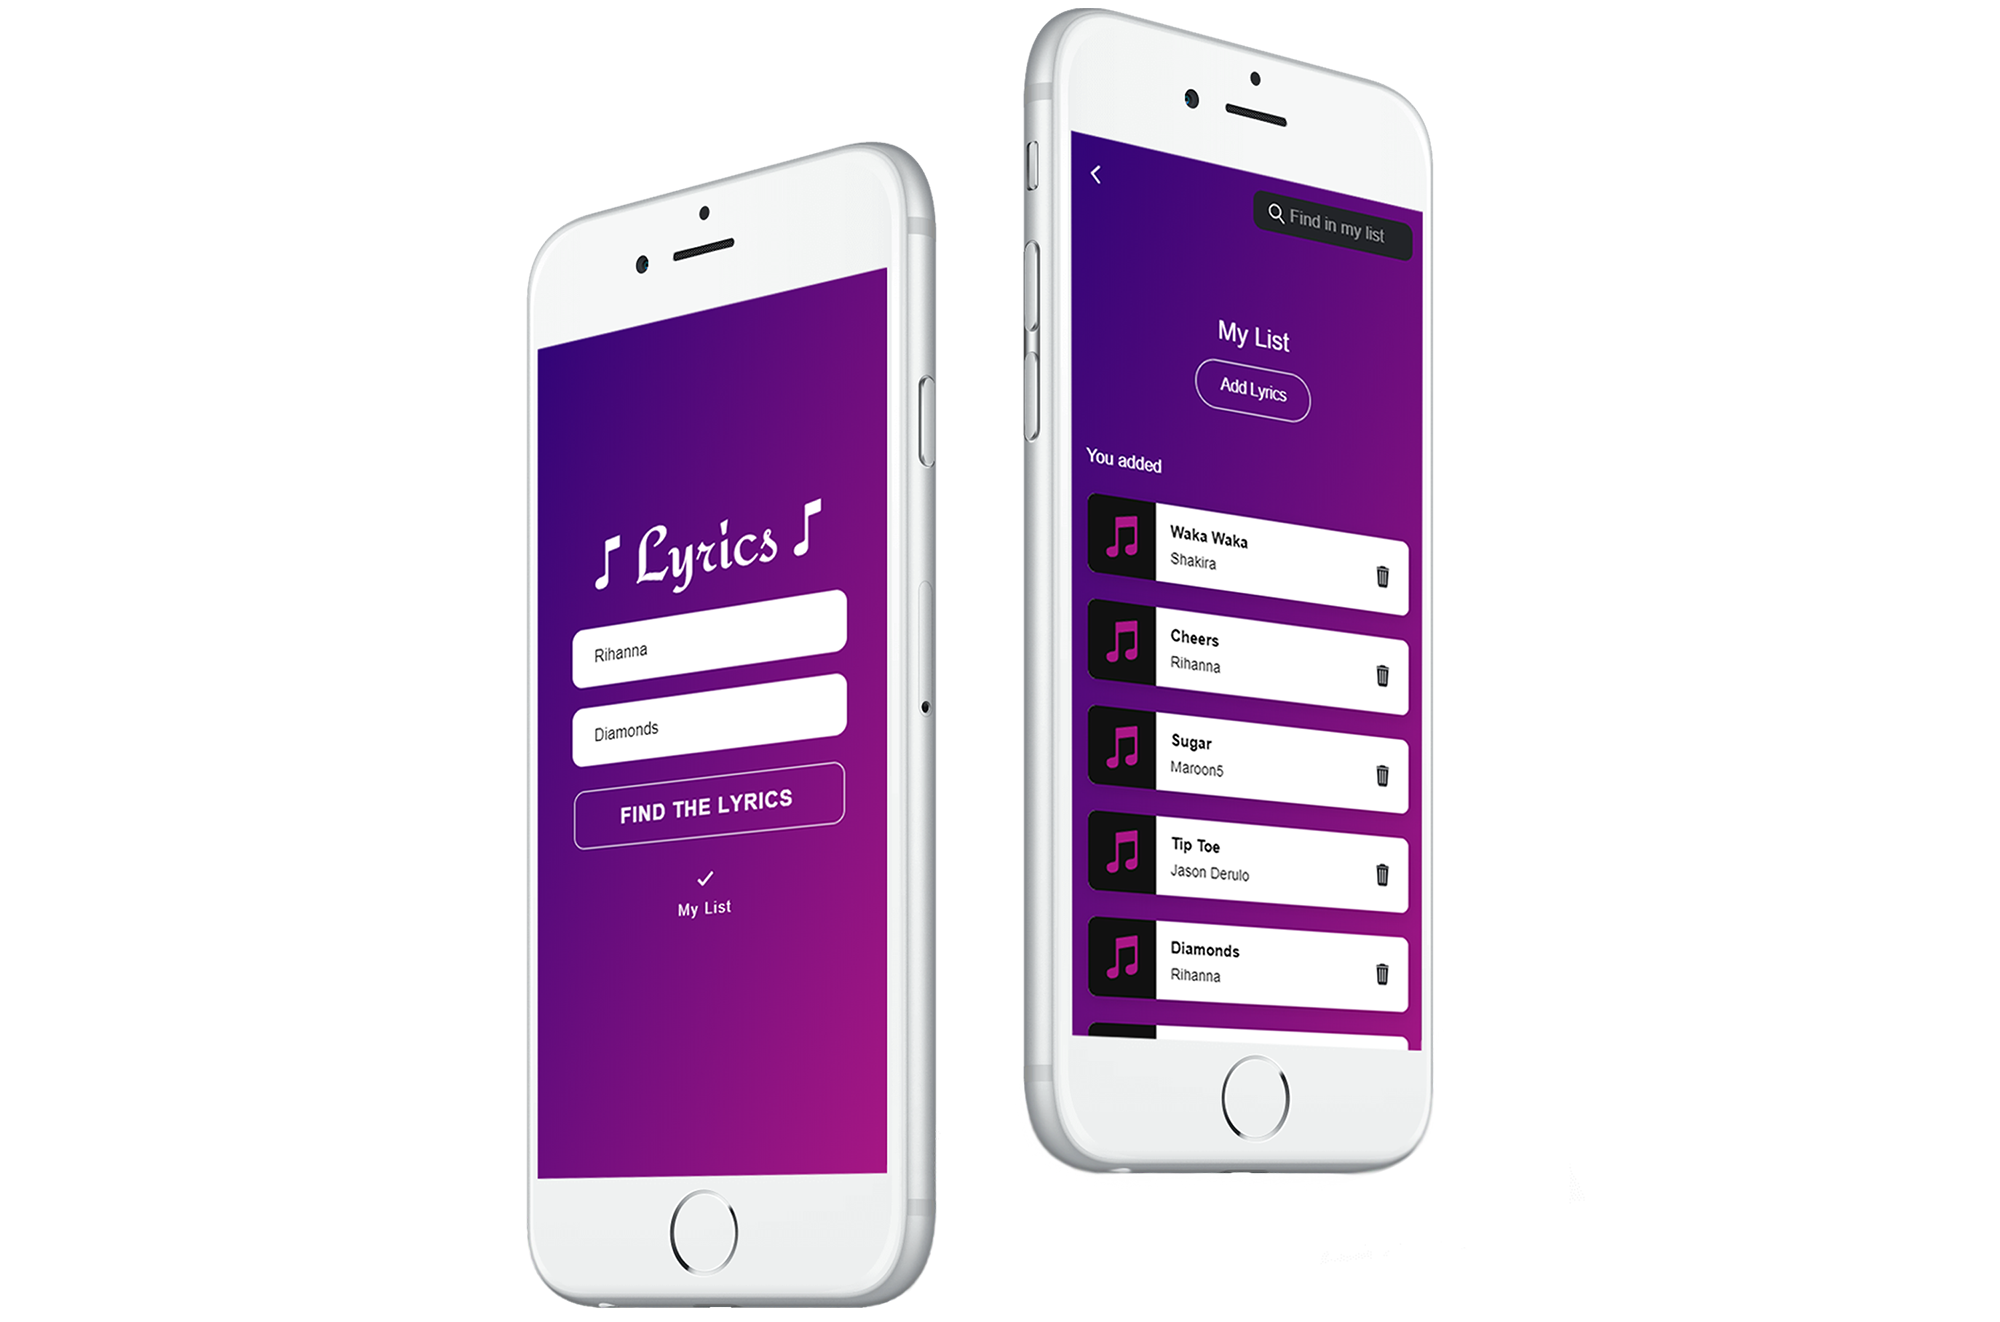 Lyrics
Rihanna
Diamonds
FIND THE LYRICS
My List
Find in my list
My List
Add Lyrics
You added
Waka Waka
Shakira
Cheers
Rihanna
Sugar
Maroon5
Tip Toe
Jason Derulo
Diamonds
Rihanna